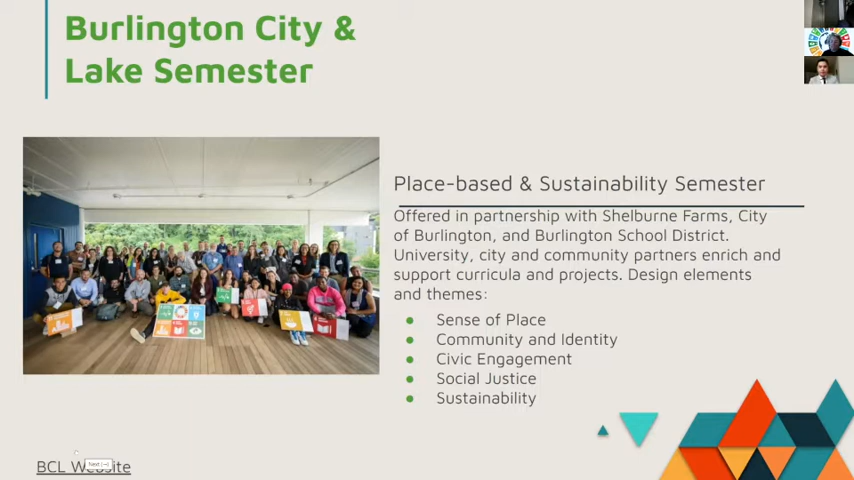 Burlington City &
Lake Semester
Place-based & Sustainability Semester
Offered in partnership with Shelburne Farms, City
of Burlington, and Burlington School District.
University, city and community partners enrich and
support curricula and projects. Design elements
and themes:
Sense of Place
Community and Identity
Civic Engagement
Social Justice
Sustainability
BCL Website